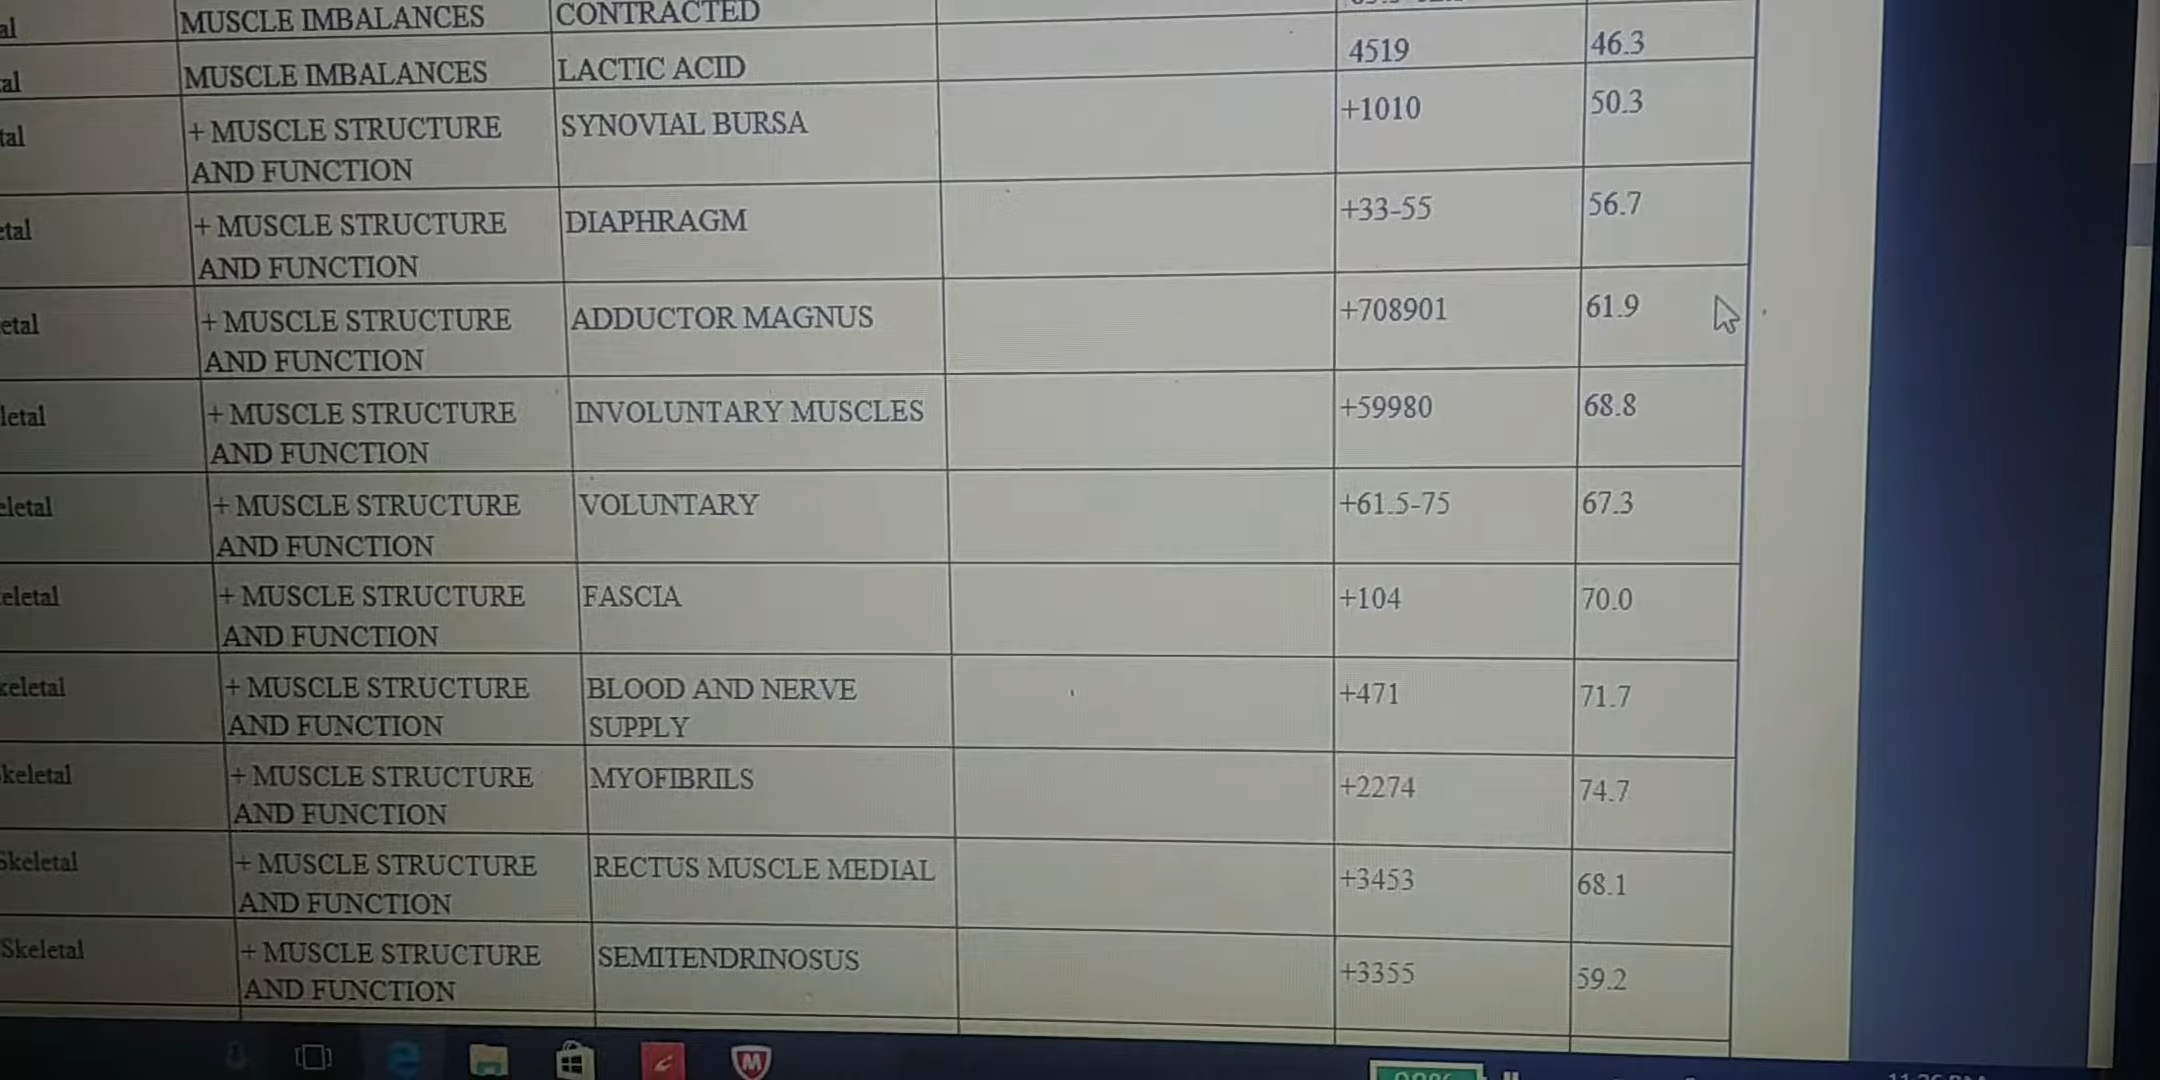 al MUSCLE IMBALANCES CONTRACTED
al MUSCLE IMBALANCES LACTIC ACID 4519 46.3
tal + MUSCLE STRUCTURE SYNOVIAL BURSA +1010 50.3
AND FUNCTION
etal + MUSCLE STRUCTURE DIAPHRAGM +33-55 56.7
AND FUNCTION
etal + MUSCLE STRUCTURE ADDUCTOR MAGNUS +708901 61.9
AND FUNCTION
letal + MUSCLE STRUCTURE INVOLUNTARY MUSCLES +59980 68.8
AND FUNCTION
eletal + MUSCLE STRUCTURE VOLUNTARY +61.5-75 67.3
AND FUNCTION
eletal + MUSCLE STRUCTURE FASCIA +104 70.0
AND FUNCTION
keletal + MUSCLE STRUCTURE BLOOD AND NERVE +471 71.7
AND FUNCTION SUPPLY
keletal + MUSCLE STRUCTURE MYOFIBRILS +2274 74.7
AND FUNCTION
Skeletal + MUSCLE STRUCTURE RECTUS MUSCLE MEDIAL +3453 68.1
AND FUNCTION
Skeletal + MUSCLE STRUCTURE SEMITENDRINOSUS +3355 59.2
AND FUNCTION